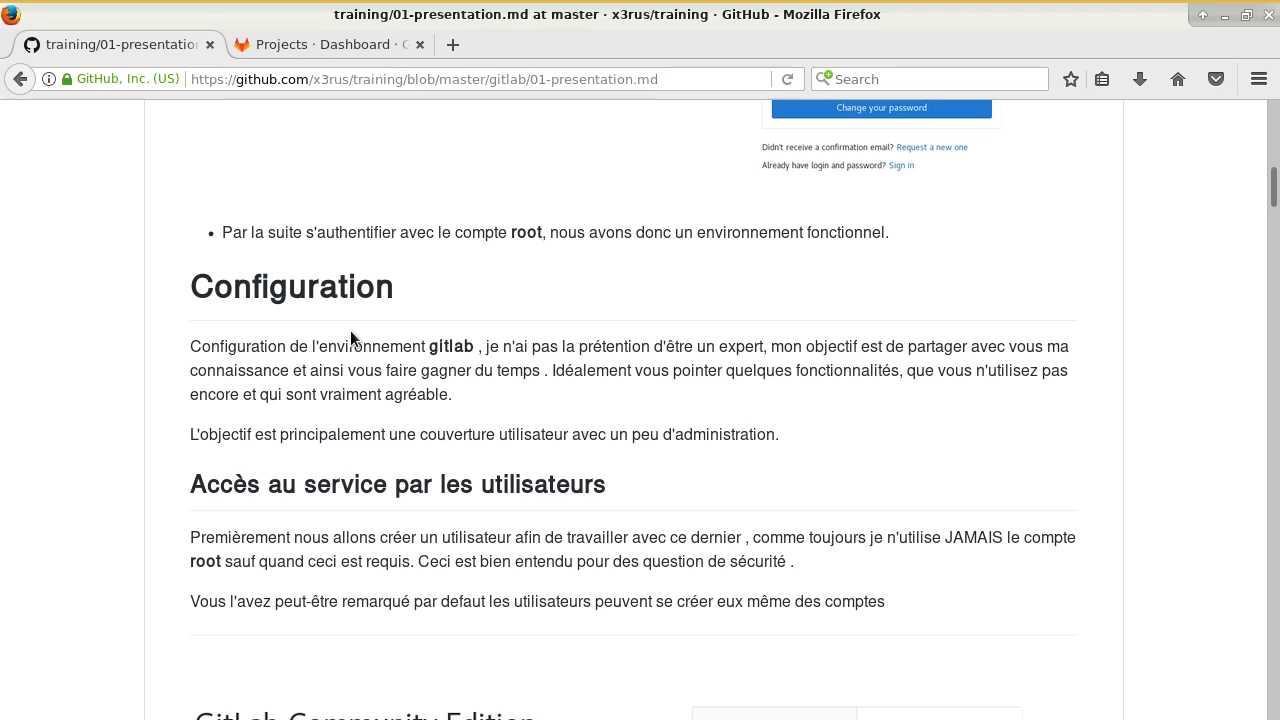 training/01-presentation.md at master · x3rus/training · GitHub - Mozilla Firefox
training/01-presentatio
Projects · Dashboard ·
GitHub, Inc. (US)
https://github.com/x3rus/training/blob/master/gitlab/01-presentation.md
Search
Change your password
Didn't receive a confirmation email? Request a new one
Already have login and password? Sign in
• Par la suite s'authentifier avec le compte root, nous avons donc un environnement fonctionnel.
Configuration
Configuration de l'environnement gitlab , je n'ai pas la prétention d'être un expert, mon objectif est de partager avec vous ma
connaissance et ainsi vous faire gagner du temps . Idéalement vous pointer quelques fonctionnalités, que vous n'utilisez pas
encore et qui sont vraiment agréable.
L'objectif est principalement une couverture utilisateur avec un peu d'administration.
Accès au service par les utilisateurs
Premièrement nous allons créer un utilisateur afin de travailler avec ce dernier , comme toujours je n'utilise JAMAIS le compte
root sauf quand ceci est requis. Ceci est bien entendu pour des question de sécurité .
Vous l'avez peut-être remarqué par defaut les utilisateurs peuvent se créer eux même des comptes
GitLab Community Edition